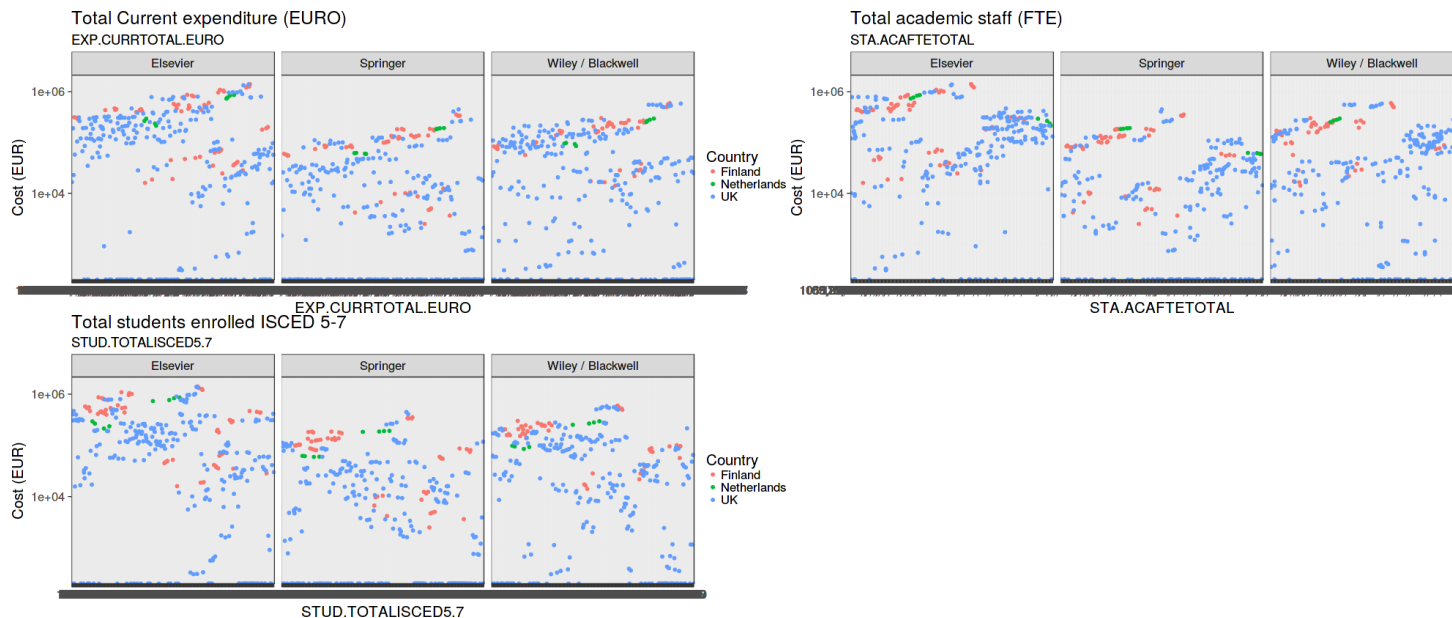 Total Current expenditure (EURO)
EXP.CURRTOTAL.EURO
Elsevier
Springer
Wiley / Blackwell
1e+06
1e+04
Cost (EUR)
EXP.CURRTOTAL.EURO
Country
Finland
Netherlands
UK
Total academic staff (FTE)
STA.ACAFTETOTAL
Elsevier
Springer
Wiley / Blackwell
1e+06
1e+04
Cost (EUR)
STA.ACAFTETOTAL
Total students enrolled ISCED 5-7
STUD.TOTALISCED5.7
Elsevier
Springer
Wiley / Blackwell
1e+06
1e+04
Cost (EUR)
STUD.TOTALISCED5.7
Country
Finland
Netherlands
UK